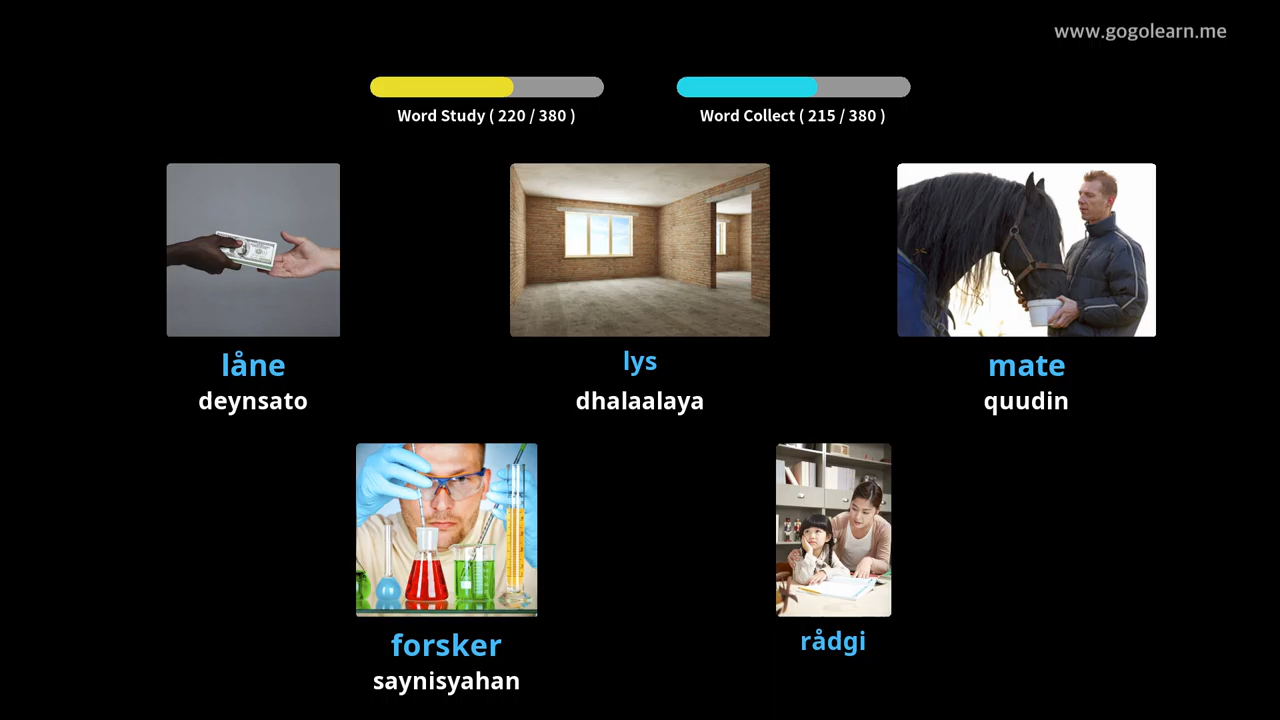 www.gogolearn.me
Word Study ( 220 / 380 )
Word Collect ( 215 / 380 )
låne
deynsato
lys
dhalaalaya
mate
quudin
forsker
saynisyahan
rådgi